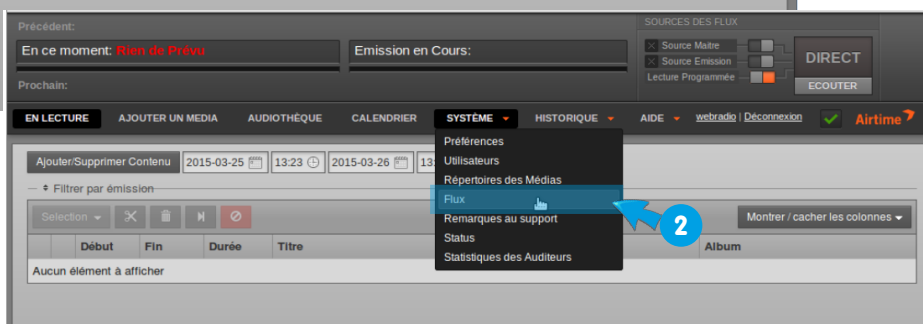 Précédent:
SOURCES DES FLUX
En ce moment: Rien de Prévu
Emission en Cours:
Source Maitre
Source Emission
Lecture Programmée
DIRECT
ECOUTER
Prochain:
EN LECTURE AJOUTER UN MEDIA AUDIOTHÈQUE CALENDRIER SYSTÈME HISTORIQUE AIDE webradio | Déconnexion Airtime
Préférences
Utilisateurs
Répertoires des Médias
Flux
Remarques au support
Status
Statistiques des Auditeurs
2
Ajouter/Supprimer Contenu 2015-03-25 13:23 2015-03-26 13
Filtrer par émission
Selection Montrer / cacher les colonnes
Début Fin Durée Titre Album
Aucun élément à afficher